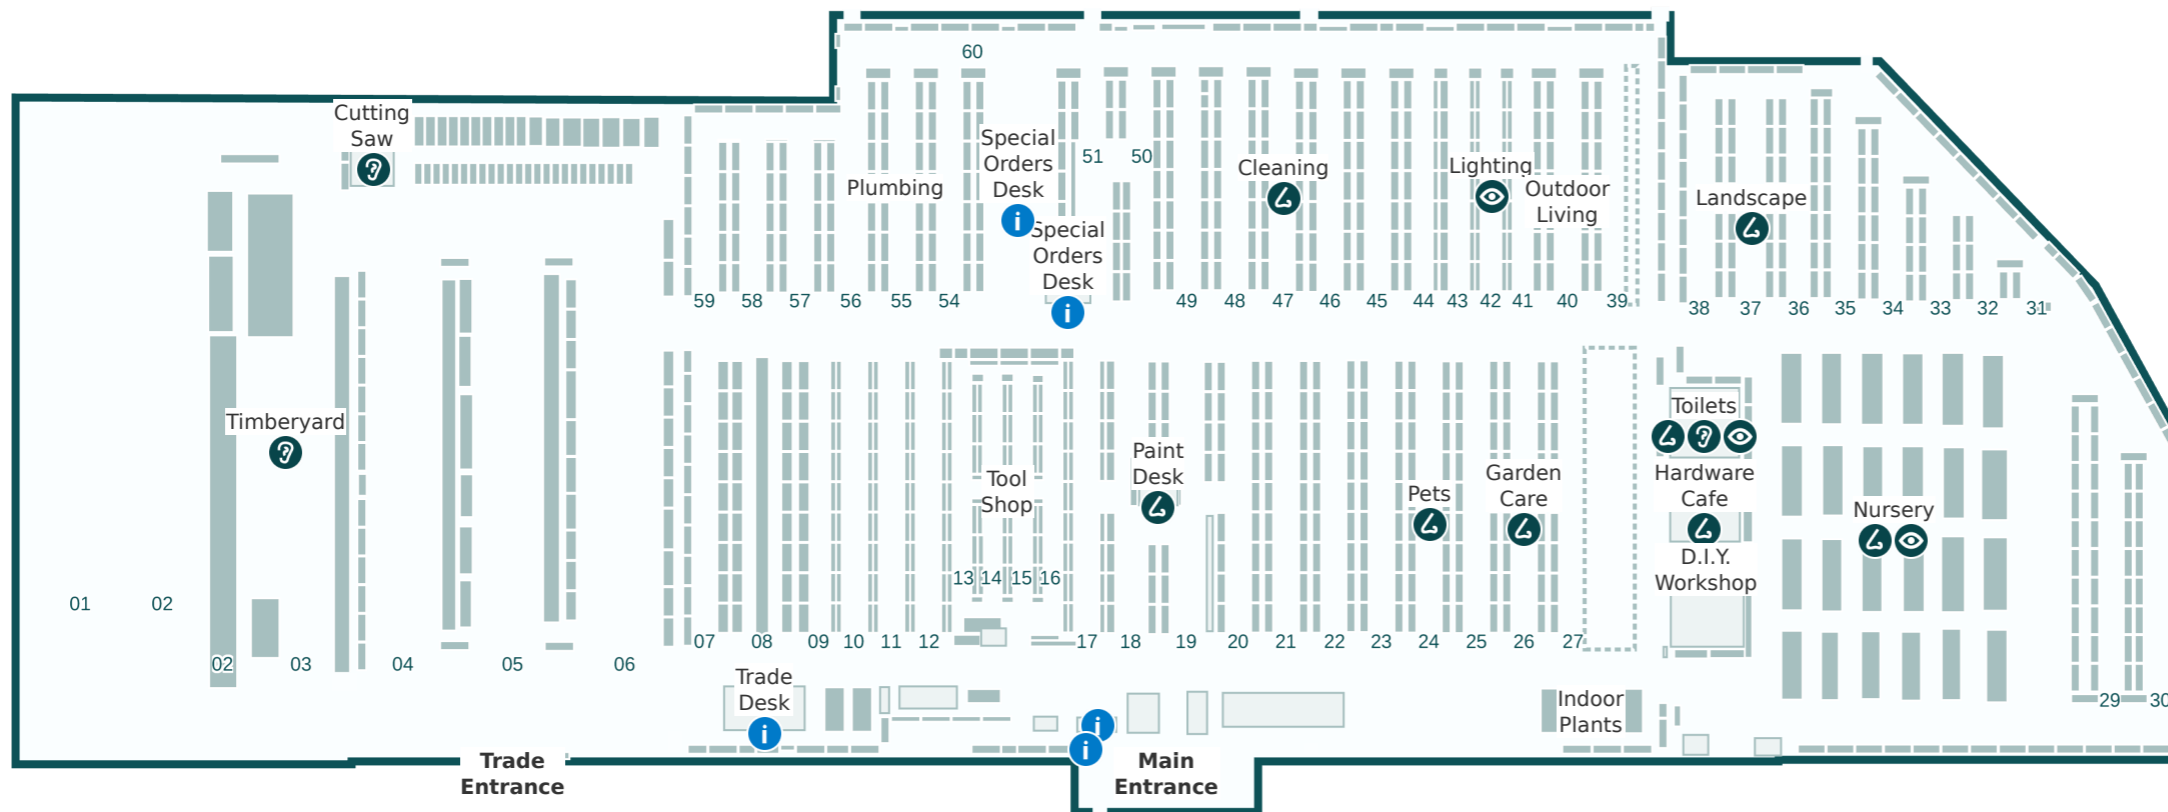 60
Cutting
Saw
Special
Orders
Desk
51
50
Plumbing
Cleaning
Lighting
Outdoor
Living
Landscape
i
Special
Orders
Desk
i
59
58
57
56
55
54
49
48
47
46
45
44
43
42
41
40
39
38
37
36
35
34
33
32
31
Timberyard
Toilets
Paint
Desk
Tool
Shop
Pets
Garden
Care
Hardware
Cafe
Nursery
D.I.Y.
Workshop
01
02
13
14
15
16
02
03
04
05
06
07
08
09
10
11
12
17
18
19
20
21
22
23
24
25
26
27
Trade
Desk
i
i
i
Indoor
Plants
29
30
Trade
Entrance
Main
Entrance